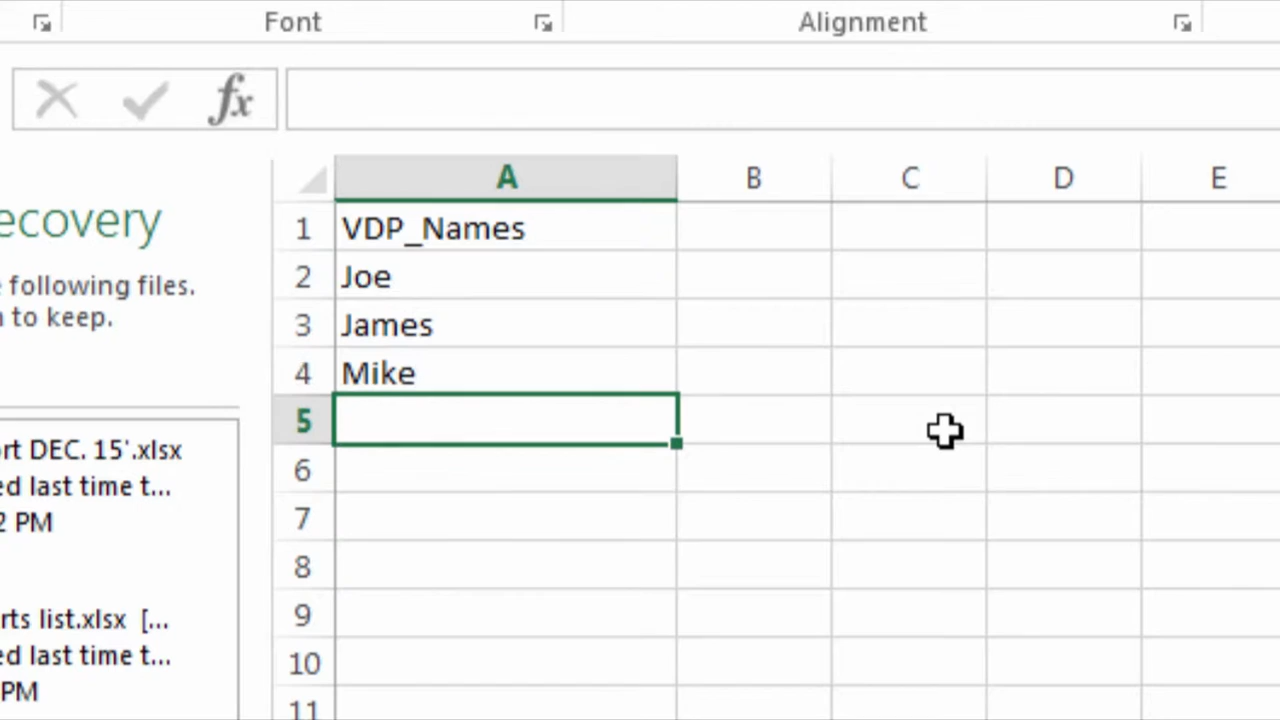 Font Alignment
fx
A B C D E
ecovery
following files.
to keep.
1 VDP_Names
2 Joe
3 James
4 Mike
5
6
7
8
9
10
11
ort DEC. 15'.xlsx
ed last time t...
2 PM
rts list.xlsx [...
ed last time t...
PM